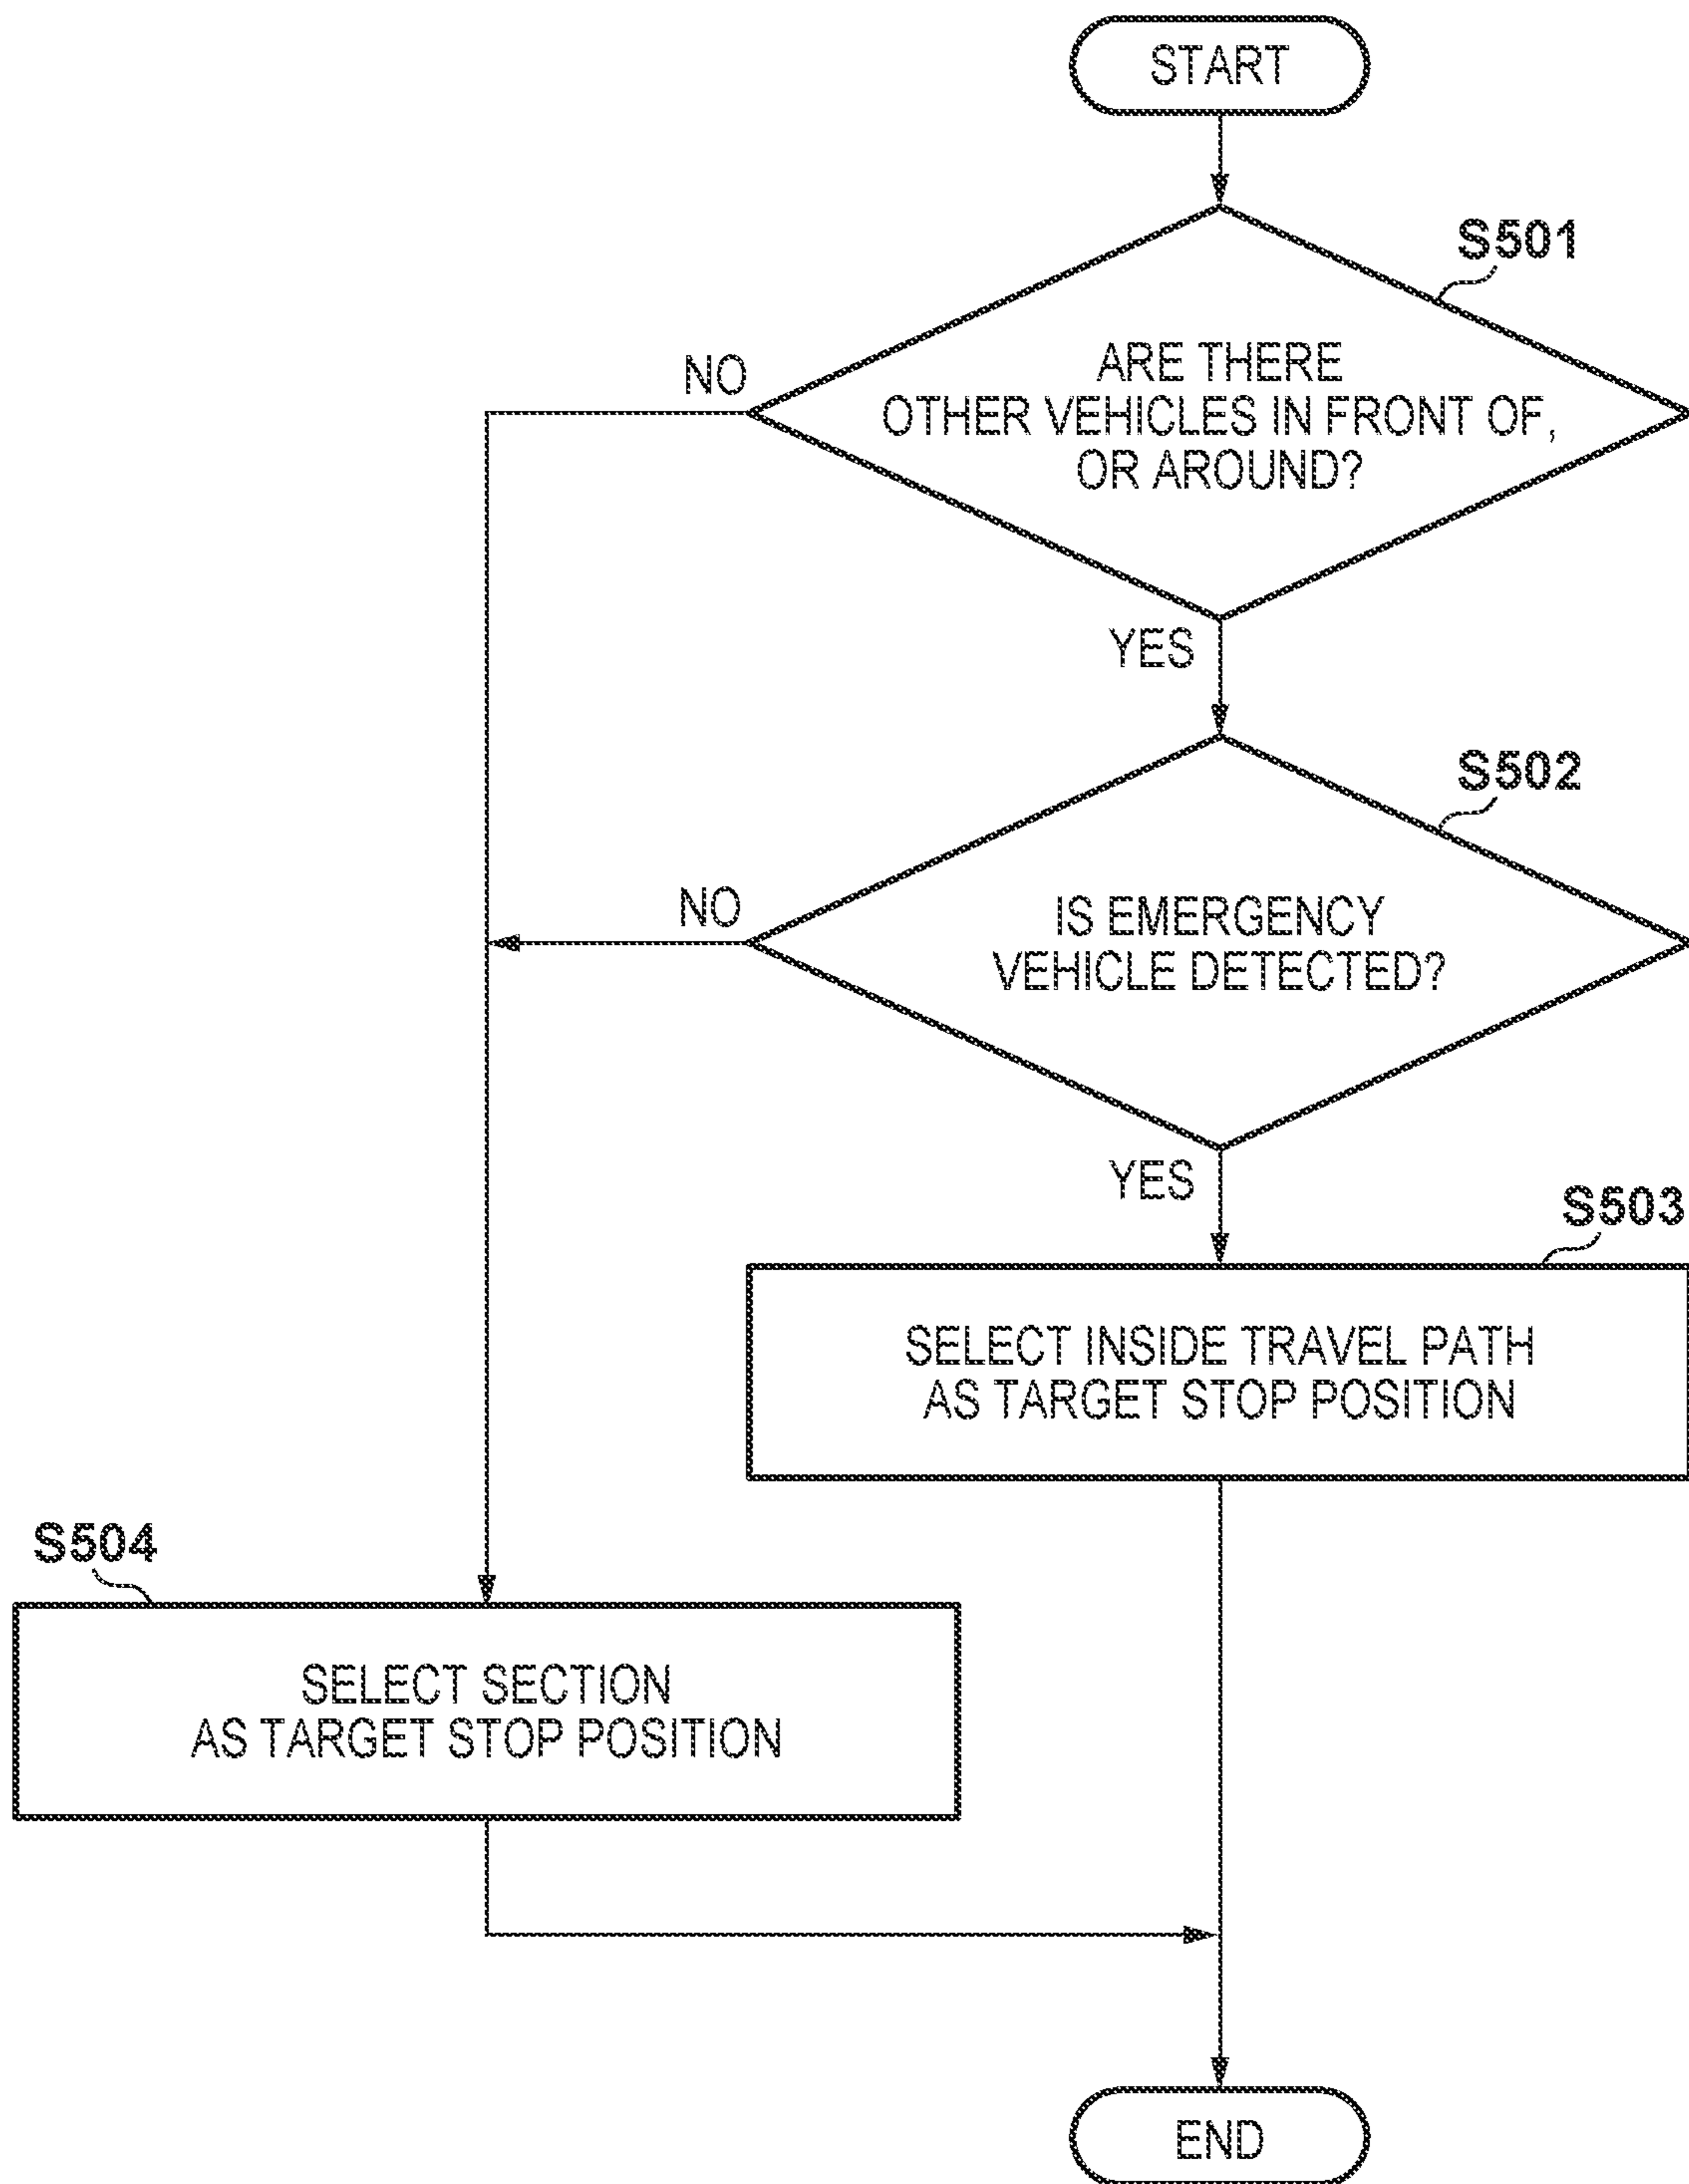 START
S501
ARE THERE
OTHER VEHICLES IN FRONT OF,
OR AROUND?
NO
YES
S502
IS EMERGENCY
VEHICLE DETECTED?
NO
YES
S503
SELECT INSIDE TRAVEL PATH
AS TARGET STOP POSITION
S504
SELECT SECTION
AS TARGET STOP POSITION
END